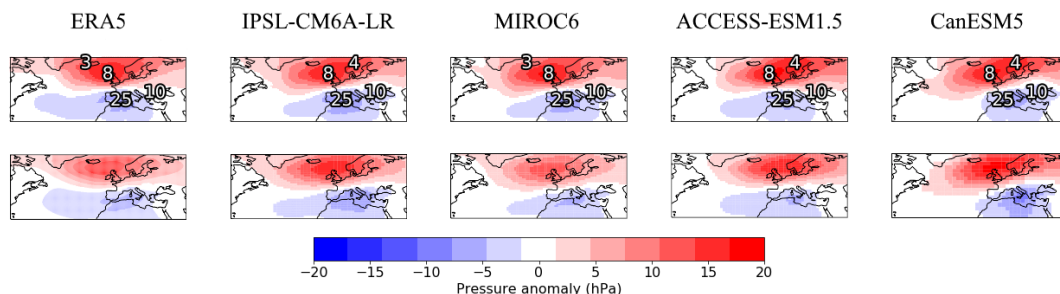 ERA5 IPSL-CM6A-LR MIROC6 ACCESS-ESM1.5 CanESM5
3 8 25 10
4 8 25 10
3 8 25 10
4 8 25 10
4 8 25 10
−20 −15 −10 −5 0 5 10 15 20
Pressure anomaly (hPa)